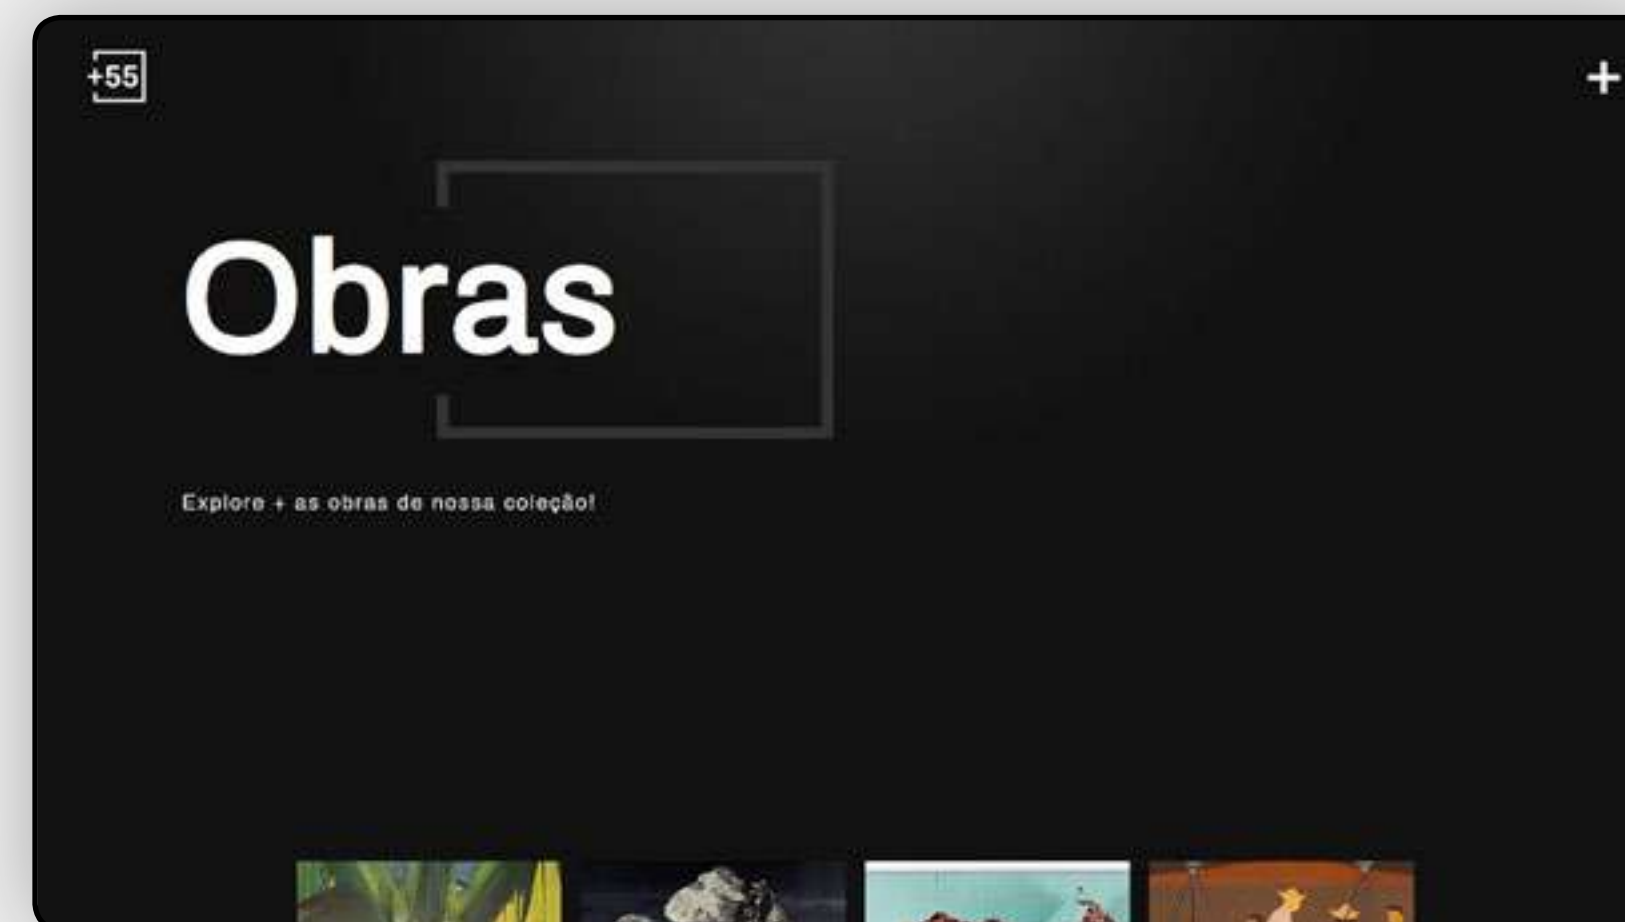 +55
+
Obras
Explore + as obras de nossa coleção!